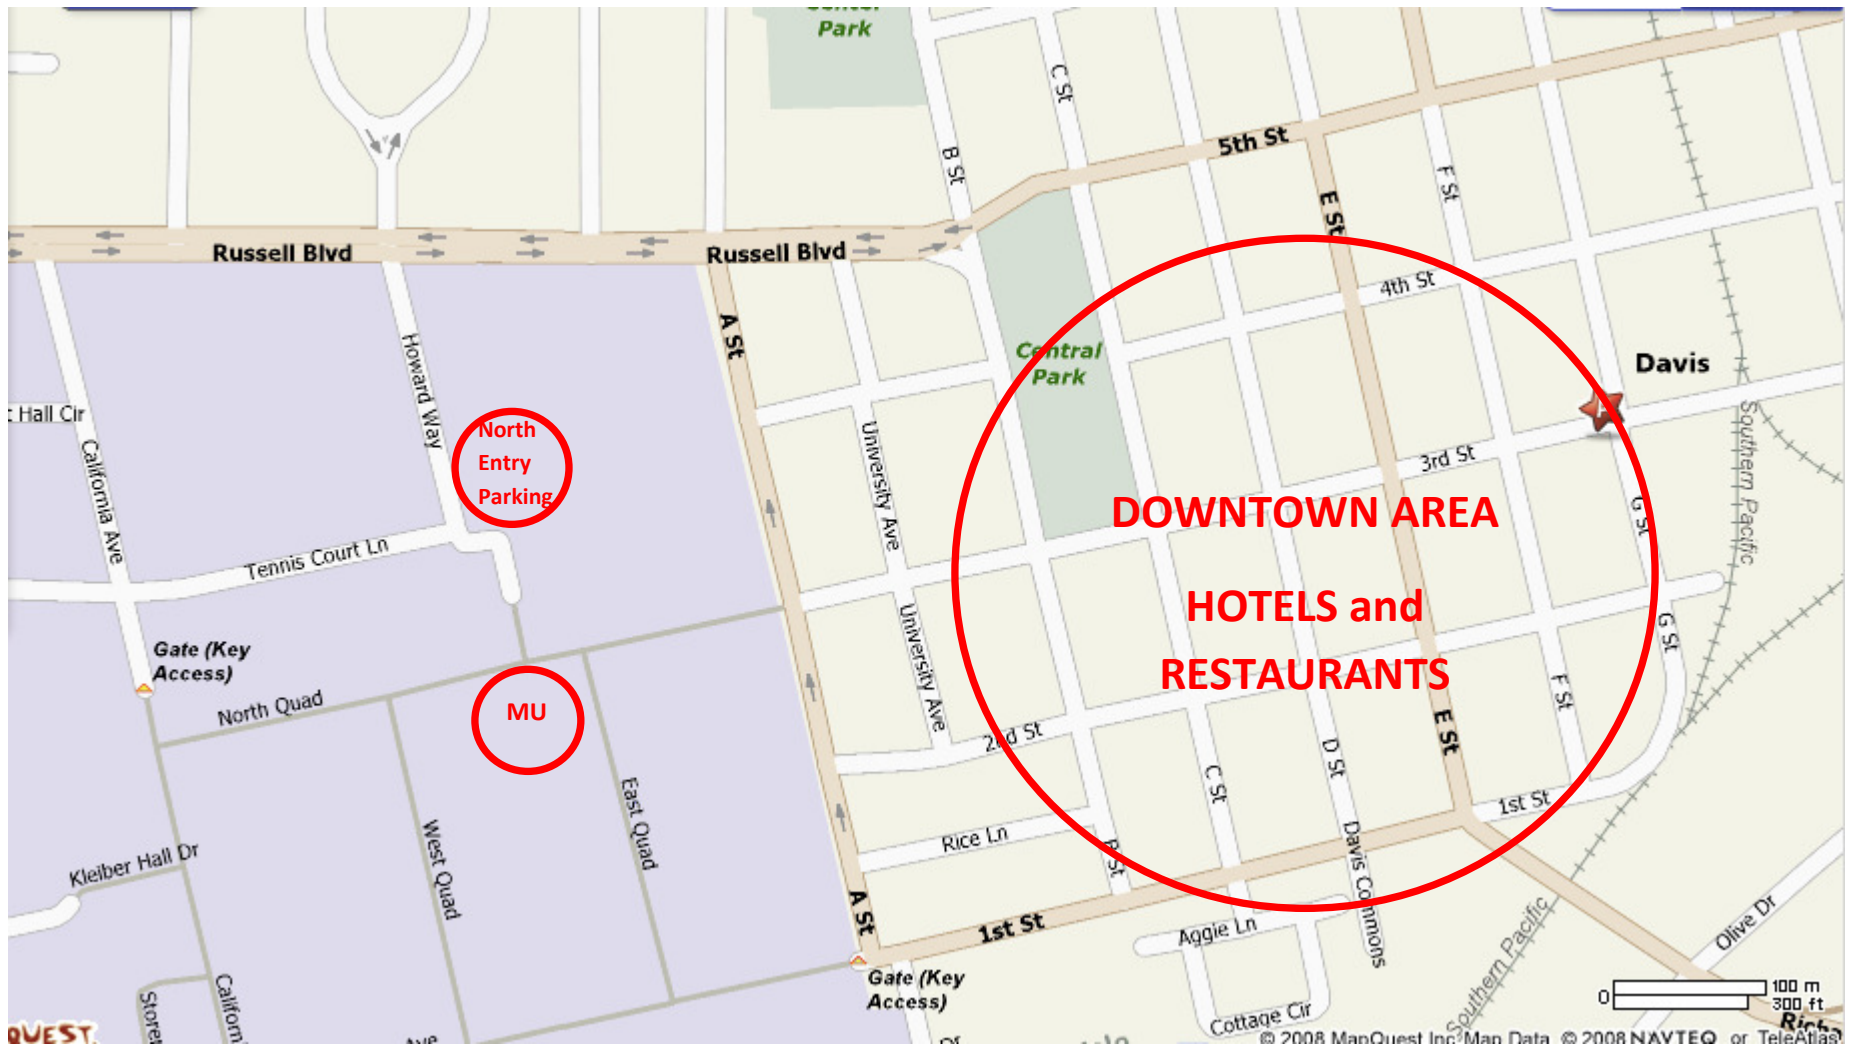 Central
Park
C St
5th St
B St
F St
E St
Russell Blvd
Russell Blvd
4th St
A St
Howard Way
Central
Park
Davis
t Hall Cir
North
Entry
Parking
University Ave
California Ave
3rd St
Southern Pacific
DOWNTOWN AREA
G St
Tennis Court Ln
HOTELS and
RESTAURANTS
University Ave
G St
Gate (Key
Access)
North Quad
MU
F St
2nd St
E St
D St
C St
East Quad
1st St
West Quad
Rice Ln
Davis Commons
B St
Kleiber Hall Dr
A St
1st St
Aggie Ln
Southern Pacific
Olive Dr
Gate (Key
Access)
100 m
0
300 ft
Cottage Cir
QUEST
Ave
© 2008 MapQuest Inc. Map Data © 2008 NAVTEQ or TeleAtlas